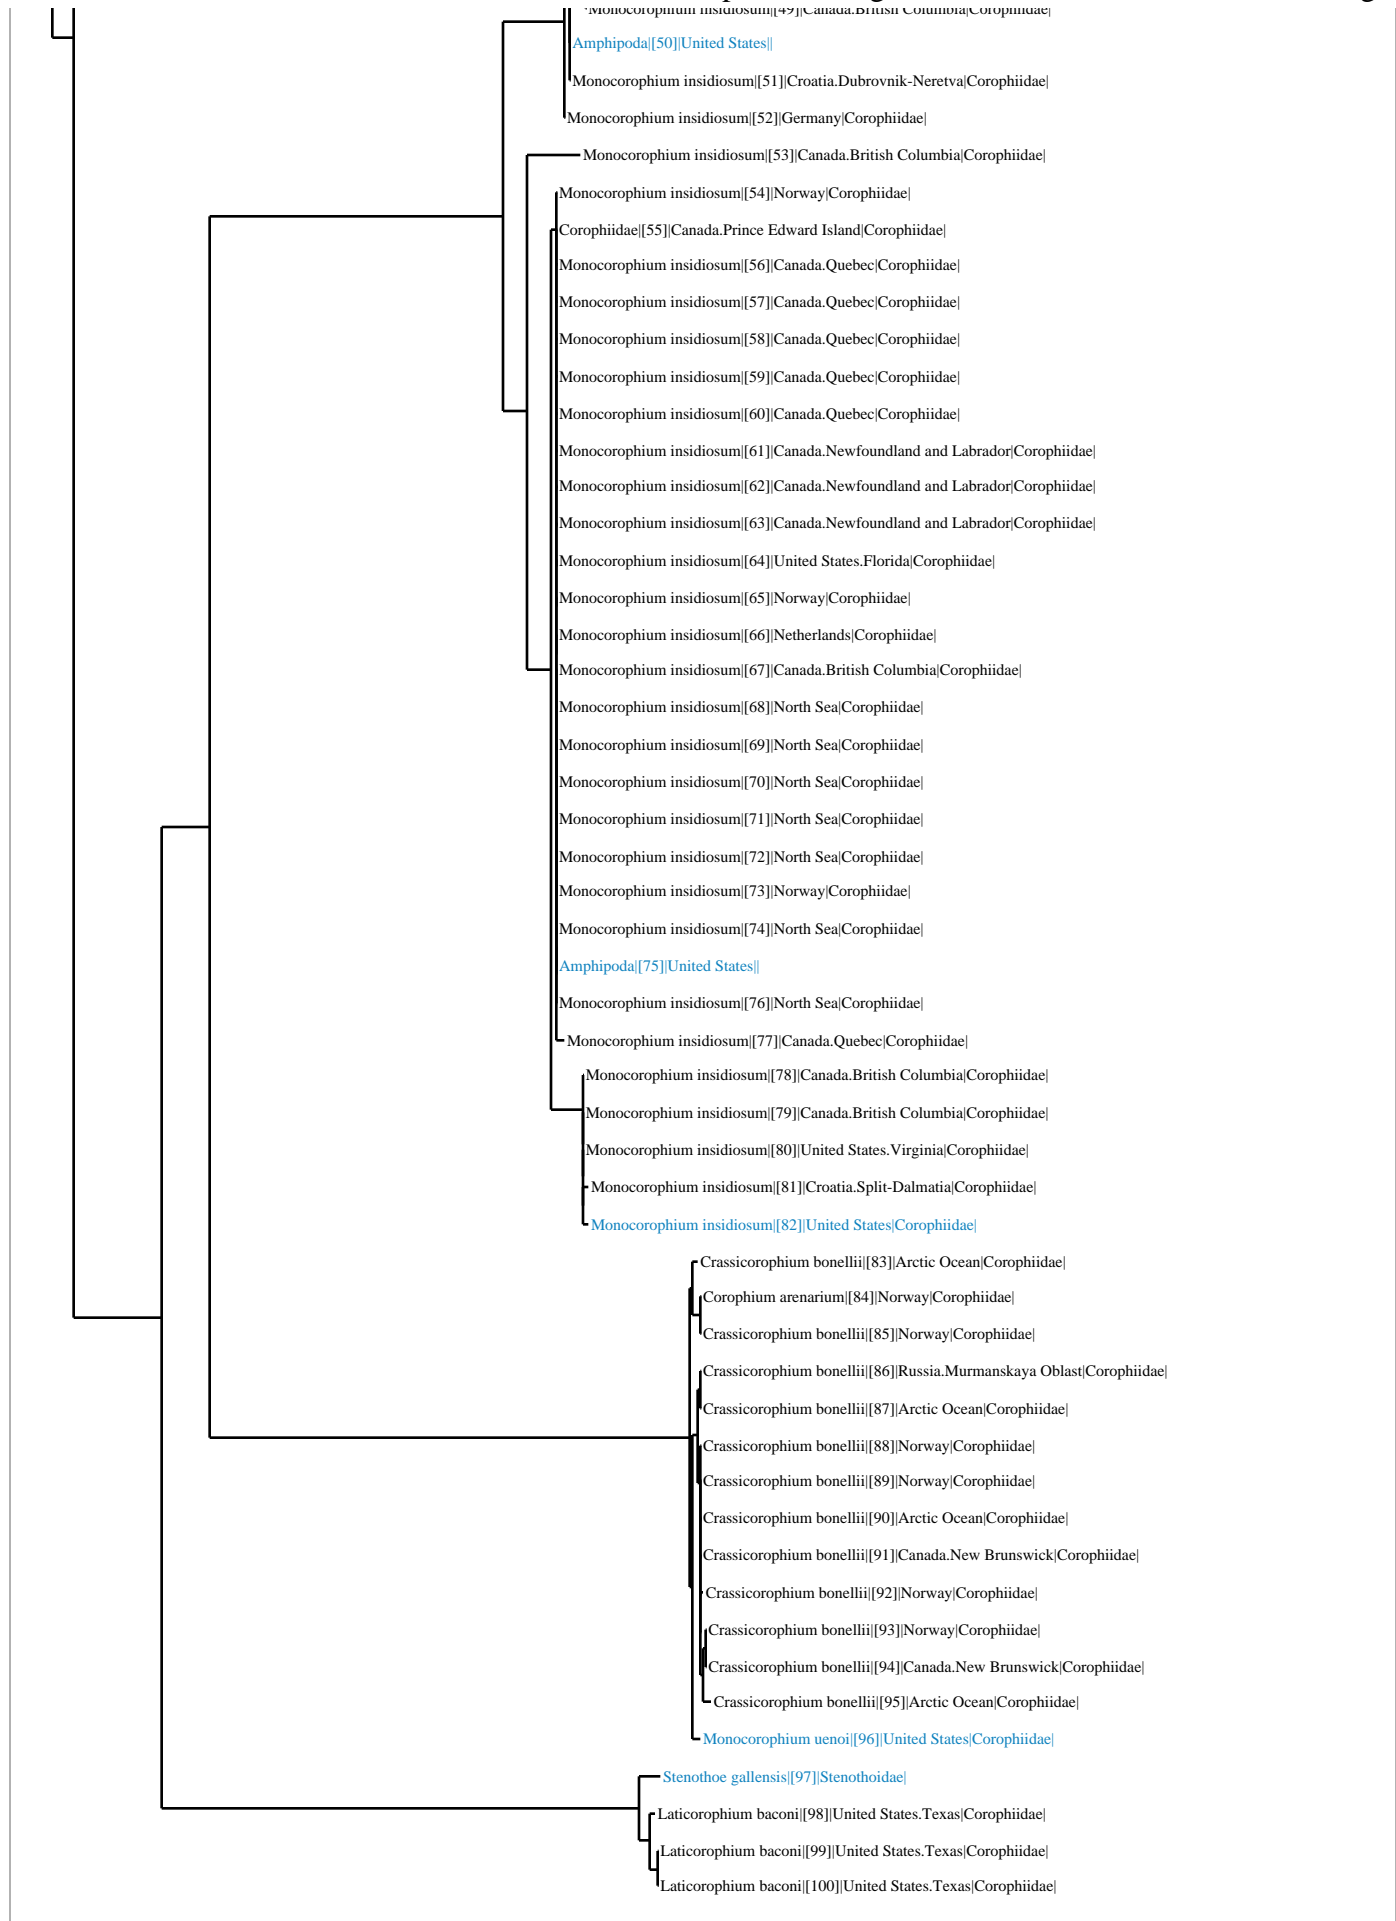 Monocorophium insidiosum|[49]|Canada.British Columbia|Corophiidae|
Amphipoda|[50]|United States||
Monocorophium insidiosum|[51]|Croatia.Dubrovnik-Neretva|Corophiidae|
Monocorophium insidiosum|[52]|Germany|Corophiidae|
Monocorophium insidiosum|[53]|Canada.British Columbia|Corophiidae|
Monocorophium insidiosum|[54]|Norway|Corophiidae|
Corophiidae|[55]|Canada.Prince Edward Island|Corophiidae|
Monocorophium insidiosum|[56]|Canada.Quebec|Corophiidae|
Monocorophium insidiosum|[57]|Canada.Quebec|Corophiidae|
Monocorophium insidiosum|[58]|Canada.Quebec|Corophiidae|
Monocorophium insidiosum|[59]|Canada.Quebec|Corophiidae|
Monocorophium insidiosum|[60]|Canada.Quebec|Corophiidae|
Monocorophium insidiosum|[61]|Canada.Newfoundland and Labrador|Corophiidae|
Monocorophium insidiosum|[62]|Canada.Newfoundland and Labrador|Corophiidae|
Monocorophium insidiosum|[63]|Canada.Newfoundland and Labrador|Corophiidae|
Monocorophium insidiosum|[64]|United States.Florida|Corophiidae|
Monocorophium insidiosum|[65]|Norway|Corophiidae|
Monocorophium insidiosum|[66]|Netherlands|Corophiidae|
Monocorophium insidiosum|[67]|Canada.British Columbia|Corophiidae|
Monocorophium insidiosum|[68]|North Sea|Corophiidae|
Monocorophium insidiosum|[69]|North Sea|Corophiidae|
Monocorophium insidiosum|[70]|North Sea|Corophiidae|
Monocorophium insidiosum|[71]|North Sea|Corophiidae|
Monocorophium insidiosum|[72]|North Sea|Corophiidae|
Monocorophium insidiosum|[73]|Norway|Corophiidae|
Monocorophium insidiosum|[74]|North Sea|Corophiidae|
Amphipoda|[75]|United States||
Monocorophium insidiosum|[76]|North Sea|Corophiidae|
Monocorophium insidiosum|[77]|Canada.Quebec|Corophiidae|
Monocorophium insidiosum|[78]|Canada.British Columbia|Corophiidae|
Monocorophium insidiosum|[79]|Canada.British Columbia|Corophiidae|
Monocorophium insidiosum|[80]|United States.Virginia|Corophiidae|
Monocorophium insidiosum|[81]|Croatia.Split-Dalmatia|Corophiidae|
Monocorophium insidiosum|[82]|United States|Corophiidae|
Crassicorophium bonellii|[83]|Arctic Ocean|Corophiidae|
Corophium arenarium|[84]|Norway|Corophiidae|
Crassicorophium bonellii|[85]|Norway|Corophiidae|
Crassicorophium bonellii|[86]|Russia.Murmanskaya Oblast|Corophiidae|
Crassicorophium bonellii|[87]|Arctic Ocean|Corophiidae|
Crassicorophium bonellii|[88]|Norway|Corophiidae|
Crassicorophium bonellii|[89]|Norway|Corophiidae|
Crassicorophium bonellii|[90]|Arctic Ocean|Corophiidae|
Crassicorophium bonellii|[91]|Canada.New Brunswick|Corophiidae|
Crassicorophium bonellii|[92]|Norway|Corophiidae|
Crassicorophium bonellii|[93]|Norway|Corophiidae|
Crassicorophium bonellii|[94]|Canada.New Brunswick|Corophiidae|
Crassicorophium bonellii|[95]|Arctic Ocean|Corophiidae|
Monocorophium uenoi|[96]|United States|Corophiidae|
Stenothoe gallensis|[97]|Stenothoidae|
Laticorophium baconi|[98]|United States.Texas|Corophiidae|
Laticorophium baconi|[99]|United States.Texas|Corophiidae|
Laticorophium baconi|[100]|United States.Texas|Corophiidae|